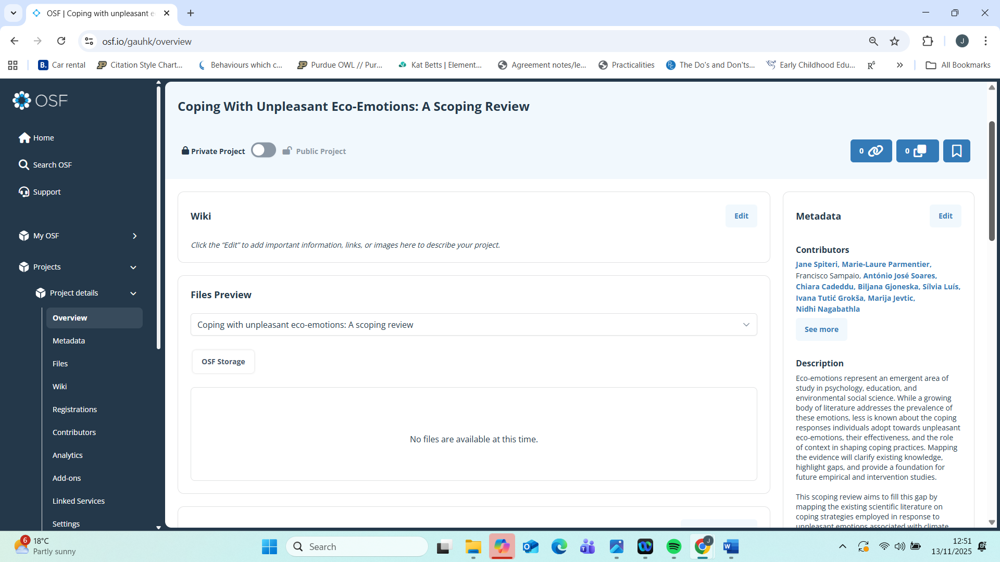 OSF | Coping with unpleasant e
osf.io/gauhk/overview
J
B. Car rental
Citation Style Chart...
Behaviours which c...
Purdue OWL // Pur...
Kat Betts | Element...
Agreement notes/le...
Practicalities
The Do's and Don'ts...
Early Childhood Edu...
RG
All Bookmarks
OSF
Home
Search OSF
Support
My OSF
Projects
Project details
Overview
Metadata
Files
Wiki
Registrations
Contributors
Analytics
Add-ons
Linked Services
Settings
Coping With Unpleasant Eco-Emotions: A Scoping Review
Private Project
Public Project
0
0
Wiki
Edit
Click the “Edit” to add important information, links, or images here to describe your project.
Files Preview
Coping with unpleasant eco-emotions: A scoping review
OSF Storage
No files are available at this time.
Metadata
Edit
Contributors
Jane Spiteri, Marie-Laure Parmentier,
Francisco Sampaio, António José Soares,
Chiara Cadeddu, Biljana Gjoneska, Sílvia Luís,
Ivana Tutić Grokša, Marija Jevtic,
Nidhi Nagabathla
See more
Description
Eco-emotions represent an emergent area of
study in psychology, education, and
environmental social science. While a growing
body of literature addresses the prevalence of
these emotions, less is known about the coping
responses individuals adopt towards unpleasant
eco-emotions, their effectiveness, and the role
of context in shaping coping practices. Mapping
the evidence will clarify existing knowledge,
highlight gaps, and provide a foundation for
future empirical and intervention studies.
This scoping review aims to fill this gap by
mapping the existing scientific literature on
coping strategies employed in response to
unpleasant emotions associated with climate
6
18°C
Partly sunny
Search
J
12:51
13/11/2025